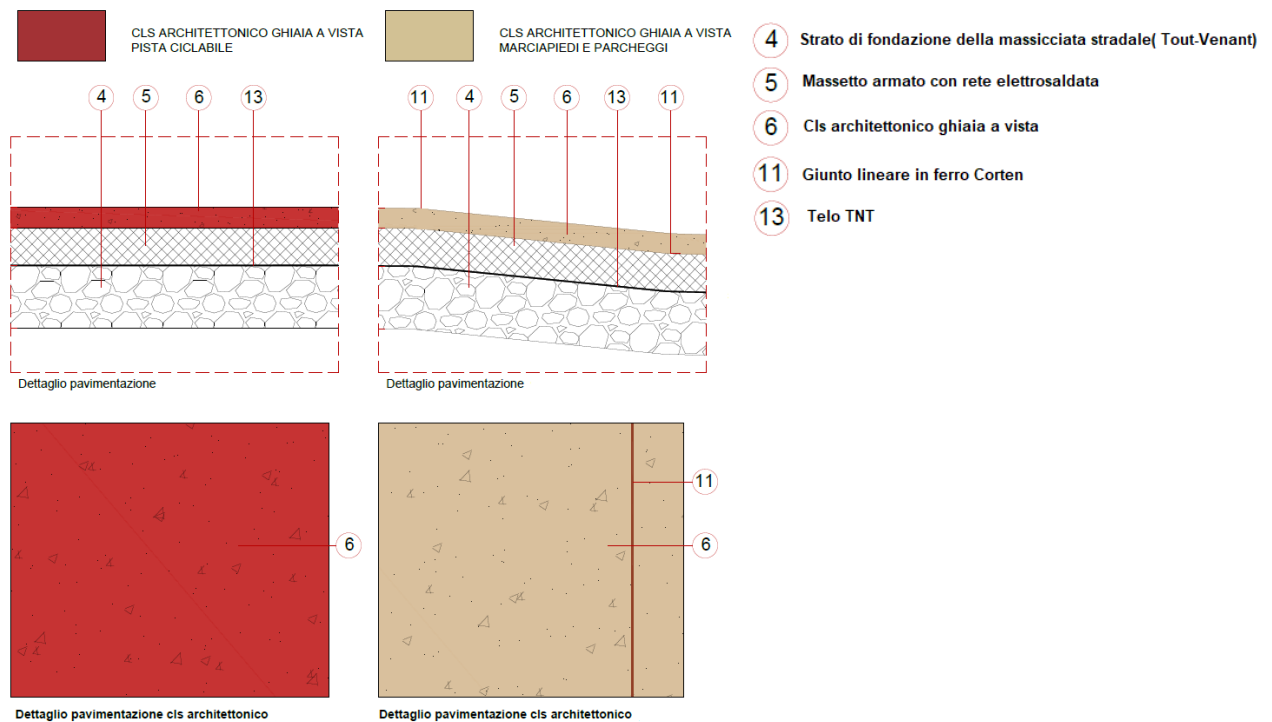 CLS ARCHITETTONICO GHIAIA A VISTA
PISTA CICLABILE
CLS ARCHITETTONICO GHIAIA A VISTA
MARCIAPIEDI E PARCHEGGI
4 5 6 13
11 4 5 6 13 11
Dettaglio pavimentazione
Dettaglio pavimentazione
6
11
6
Dettaglio pavimentazione cls architettonico
Dettaglio pavimentazione cls architettonico
4 Strato di fondazione della massicciata stradale( Tout-Venant)
5 Massetto armato con rete elettrosaldata
6 Cls architettonico ghiaia a vista
11 Giunto lineare in ferro Corten
13 Telo TNT